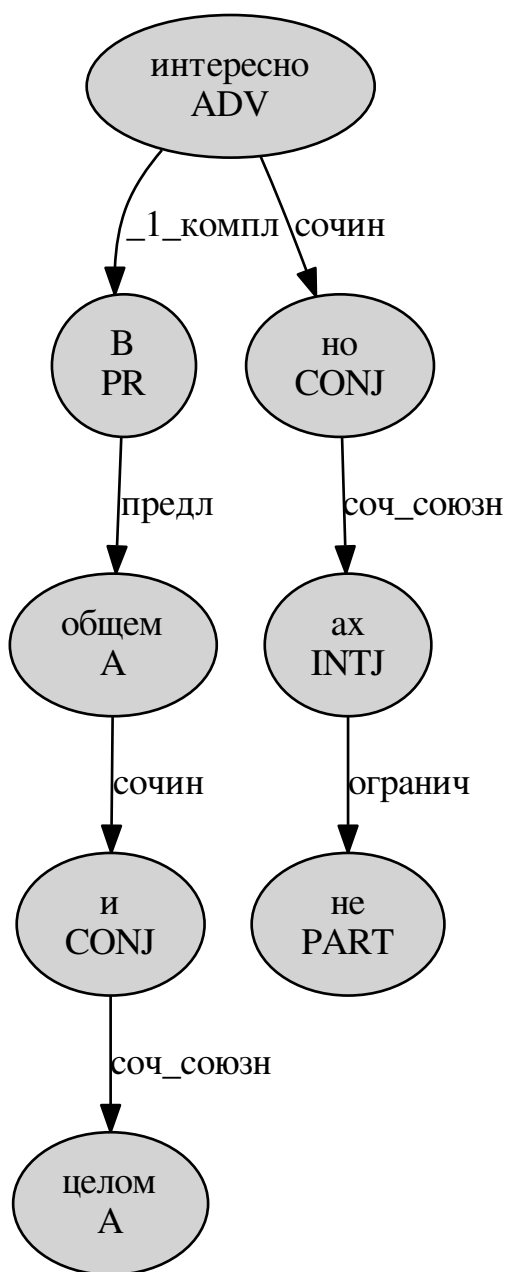 интересно
ADV
_1_компл сочин
В
PR
но
CONJ
предл
соч_союзн
общем
A
ах
INTJ
сочин
огранич
и
CONJ
не
PART
соч_союзн
целом
A